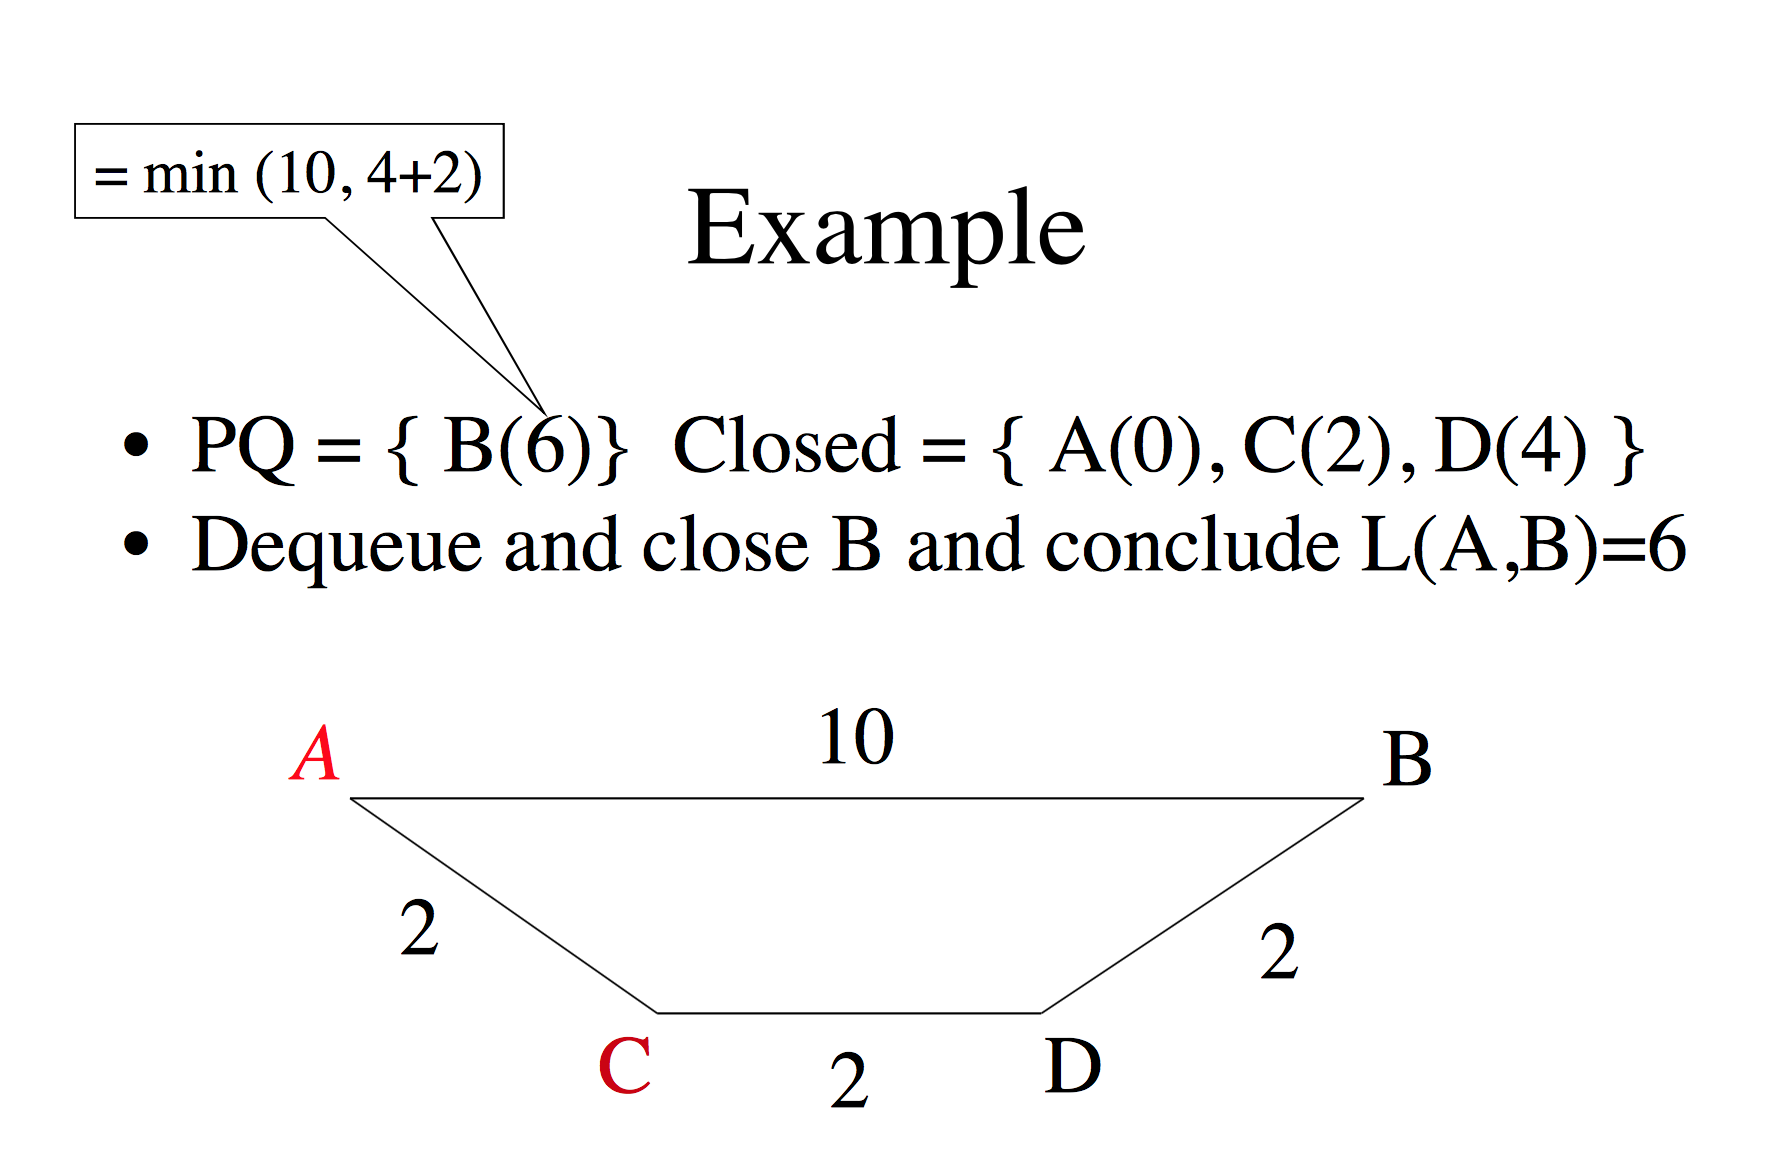 = min (10, 4+2)
Example
• PQ = { B(6)}  Closed = { A(0), C(2), D(4) }
• Dequeue and close B and conclude L(A,B)=6
10
A
B
2
2
C
D
2